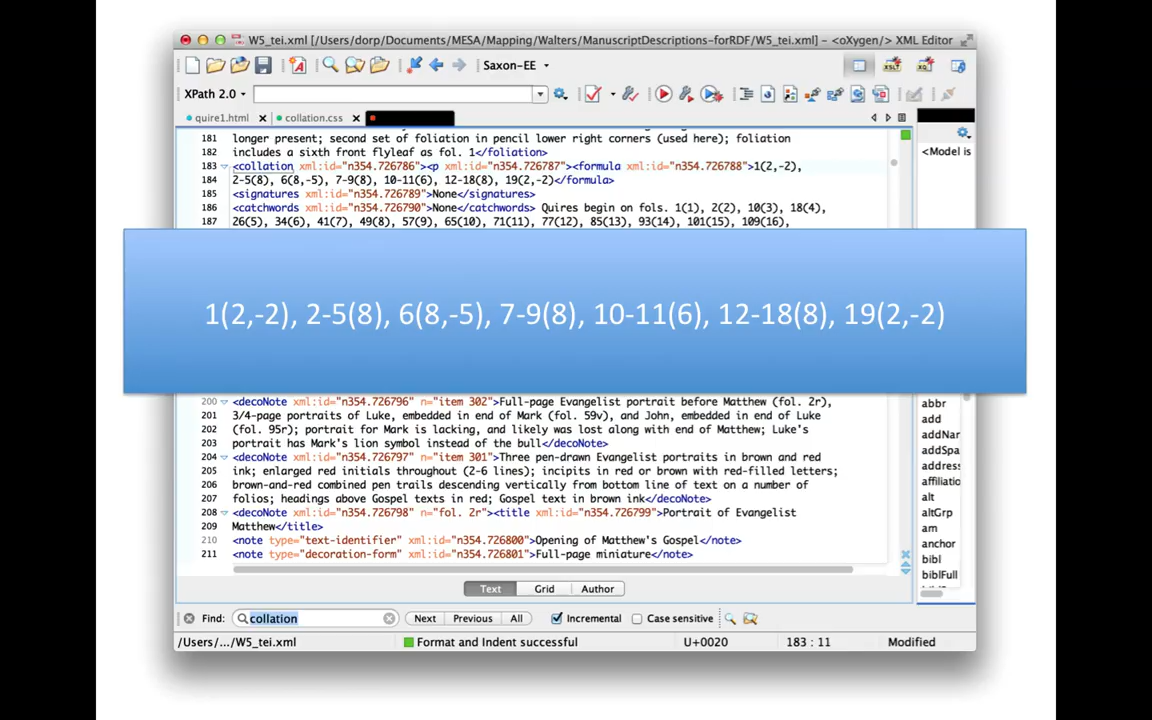 W5_tei.xml [/Users/dorp/Documents/MESA/Mapping/Walters/ManuscriptDescriptions-forRDF/W5_tei.xml] - <oXygen/> XML Editor
Saxon-EE
XPath 2.0
quire1.html collation.css
181 longer present; second set of foliation in pencil lower right corners (used here); foliation
182 includes a sixth front flyleaf as fol. 1</foliation>
183 <collation xml:id="n354.726786"><p xml:id="n354.726787"><formula xml:id="n354.726788">1(2,-2),
184 2-5(8), 6(8,-5), 7-9(8), 10-11(6), 12-18(8), 19(2,-2)</formula>
185 <signatures xml:id="n354.726789">None</signatures>
186 <catchwords xml:id="n354.726790">None</catchwords> Quires begin on fols. 1(1), 2(2), 10(3), 18(4),
187 26(5), 34(6), 41(7), 49(8), 57(9), 65(10), 71(11), 77(12), 85(13), 93(14), 101(15), 109(16),
1(2,-2), 2-5(8), 6(8,-5), 7-9(8), 10-11(6), 12-18(8), 19(2,-2)
200 <decoNote xml:id="n354.726796" n="item 302">Full-page Evangelist portrait before Matthew (fol. 2r),
201 3/4-page portraits of Luke, embedded in end of Mark (fol. 59v), and John, embedded in end of Luke
202 (fol. 95r); portrait for Mark is lacking, and likely was lost along with end of Matthew; Luke's
203 portrait has Mark's lion symbol instead of the bull</decoNote>
204 <decoNote xml:id="n354.726797" n="item 301">Three pen-drawn Evangelist portraits in brown and red
205 ink; enlarged red initials throughout (2-6 lines); incipits in red or brown with red-filled letters;
206 brown-and-red combined pen trails descending vertically from bottom line of text on a number of
207 folios; headings above Gospel texts in red; Gospel text in brown ink</decoNote>
208 <decoNote xml:id="n354.726798" n="fol. 2r"><title xml:id="n354.726799">Portrait of Evangelist
209 Matthew</title>
210 <note type="text-identifier" xml:id="n354.726800">Opening of Matthew's Gospel</note>
211 <note type="decoration-form" xml:id="n354.726801">Full-page miniature</note>
<Model is
abbr
add
addNar
addSpa
address
affiliatio
alt
altGrp
am
anchor
bibl
biblFull
Text Grid Author
Find: collation Next Previous All Incremental Case sensitive
/Users/.../W5_tei.xml Format and Indent successful U+0020 183 : 11 Modified